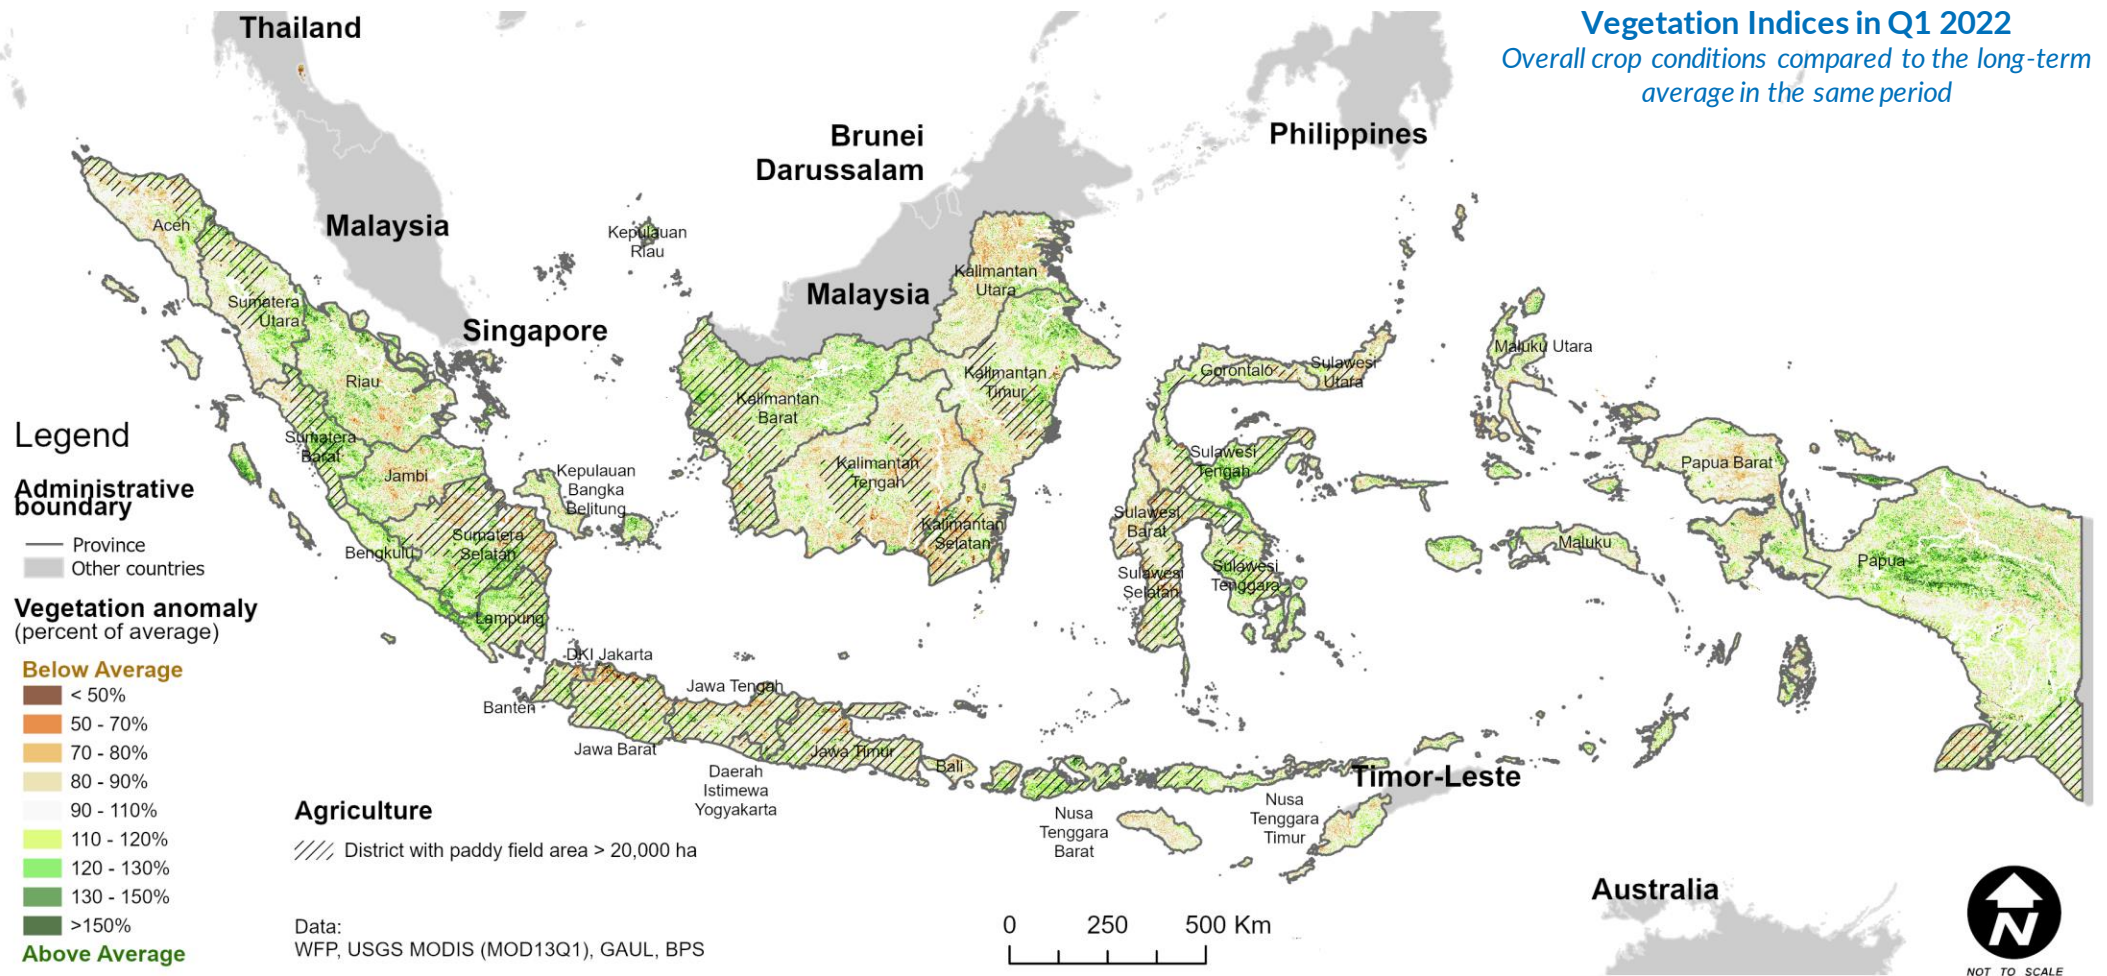 Vegetation Indices in Q1 2022
Overall crop conditions compared to the long-term
average in the same period
Thailand
Brunei
Darussalam
Philippines
Malaysia
Malaysia
Singapore
Timor-Leste
Australia
Aceh
Sumatera
Utara
Riau
Kepulauan
Riau
Sumatera
Barat
Jambi
Kepulauan
Bangka
Belitung
Bengkulu
Sumatera
Selatan
Lampung
DKI Jakarta
Banten
Jawa Barat
Jawa Tengah
Daerah
Istimewa
Yogyakarta
Jawa Timur
Bali
Nusa
Tenggara
Barat
Nusa
Tenggara
Timur
Kalimantan
Utara
Kalimantan
Timur
Kalimantan
Barat
Kalimantan
Tengah
Kalimantan
Selatan
Gorontalo
Sulawesi
Utara
Sulawesi
Tengah
Sulawesi
Barat
Sulawesi
Selatan
Sulawesi
Tenggara
Maluku Utara
Maluku
Papua Barat
Papua
Legend
Administrative
boundary
Province
Other countries
Vegetation anomaly
(percent of average)
Below Average
< 50%
50 - 70%
70 - 80%
80 - 90%
90 - 110%
110 - 120%
120 - 130%
130 - 150%
>150%
Above Average
Agriculture
District with paddy field area > 20,000 ha
Data:
WFP, USGS MODIS (MOD13Q1), GAUL, BPS
0 250 500 Km
N
NOT TO SCALE